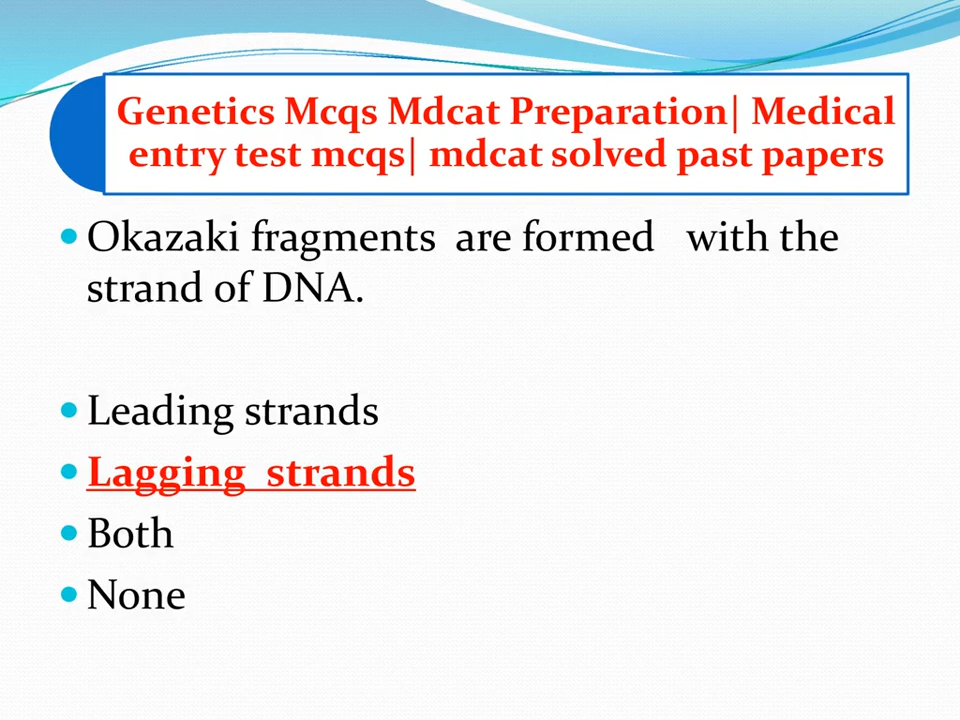 Genetics Mcqs Mdcat Preparation| Medical
entry test mcqs| mdcat solved past papers
Okazaki fragments are formed with the
strand of DNA.
Leading strands
Lagging strands
Both
None